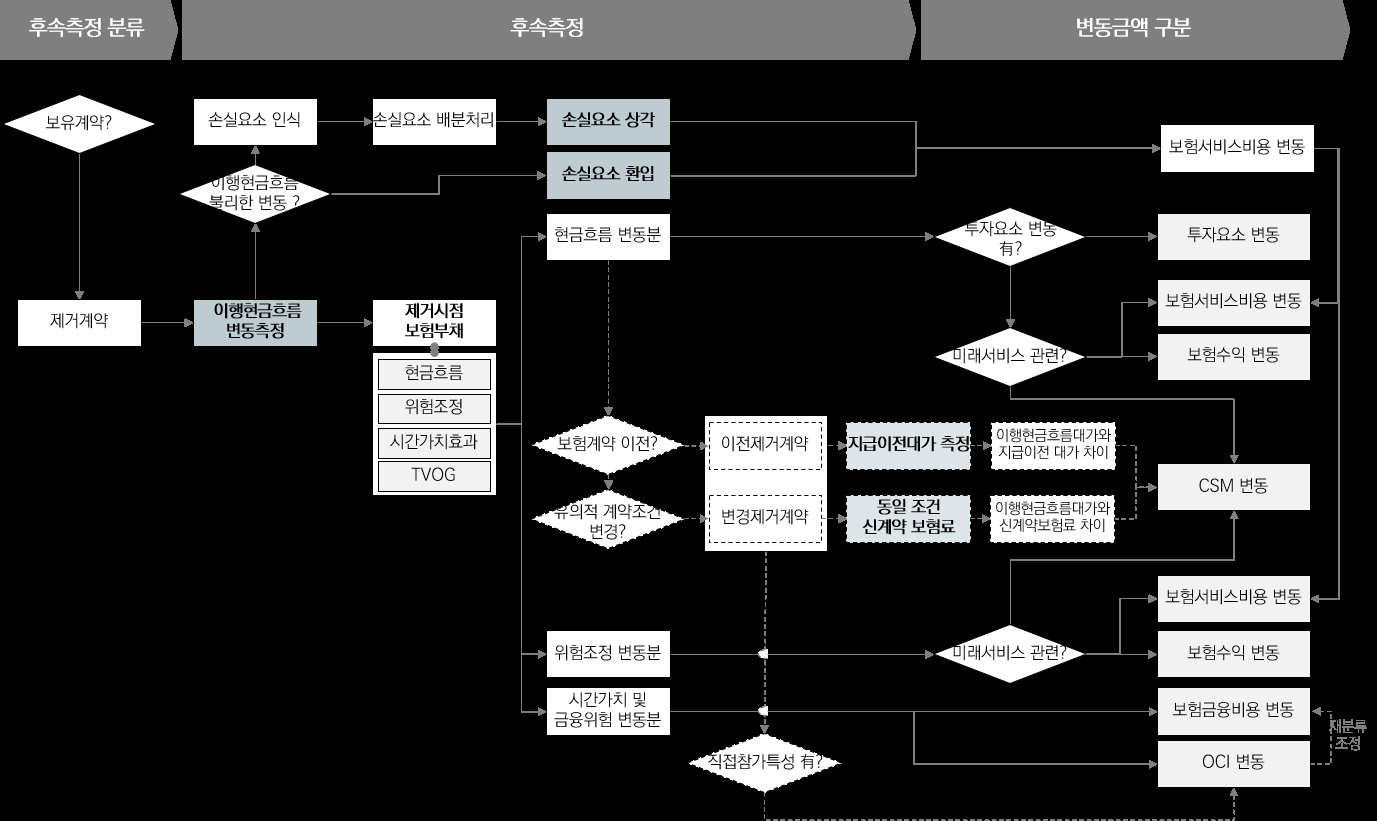 후속측정 분류
후속측정
변동금액 구분
보유계약?
손실요소 인식
손실요소 배분처리
손실요소 상각
보험서비스비용 변동
손실요소 환입
이행현금흐름
불리한 변동 ?
현금흐름 변동분
투자요소 변동
有?
투자요소 변동
제거계약
이행현금흐름
변동측정
제거시점
보험부채
보험서비스비용 변동
미래서비스 관련?
보험수익 변동
현금흐름
위험조정
시간가치효과
TVOG
보험계약 이전?
이전제거계약
지급이전대가 측정
이행현금흐름대가와
지급이전 대가 차이
CSM 변동
유의적 계약조건
변경?
변경제거계약
동일 조건
신계약 보험료
이행현금흐름대가와
신계약보험료 차이
보험서비스비용 변동
위험조정 변동분
미래서비스 관련?
보험수익 변동
시간가치 및
금융위험 변동분
보험금융비용 변동
재분류
조정
직접참가특성 有?
OCI 변동